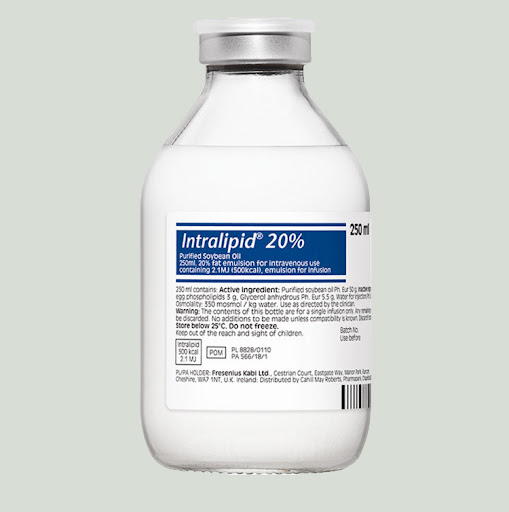 Intralipid® 20%
250 ml
Purified Soybean Oil
250ml, 20% fat emulsion for intravenous use
containing 2.1MJ (500kcal), emulsion for infusion
250 ml contains: Active ingredient: Purified soybean oil Ph. Eur 50 g, Inactive
egg phospholipids 3 g, Glycerol anhydrous Ph. Eur 5.5 g, Water for injections
Osmolality: 350 mosmol / kg water. Use as directed by the clinician.
Warning: The contents of this bottle are for a single infusion only. Any
be discarded. No additions to be made unless compatibility is known.
Store below 25°C. Do not freeze.
Keep out of the reach and sight of children.
Batch No.
Use before
Intralipid
500 kcal
2.1 MJ
POM
PL 8828/0110
PA 566/18/1
PL/PA HOLDER: Fresenius Kabi Ltd., Cestrian Court, Eastgate Way, Manor Park,
Cheshire, WA7 1NT, U.K. Ireland: Distributed by Cahill May Roberts, Pharmapark,